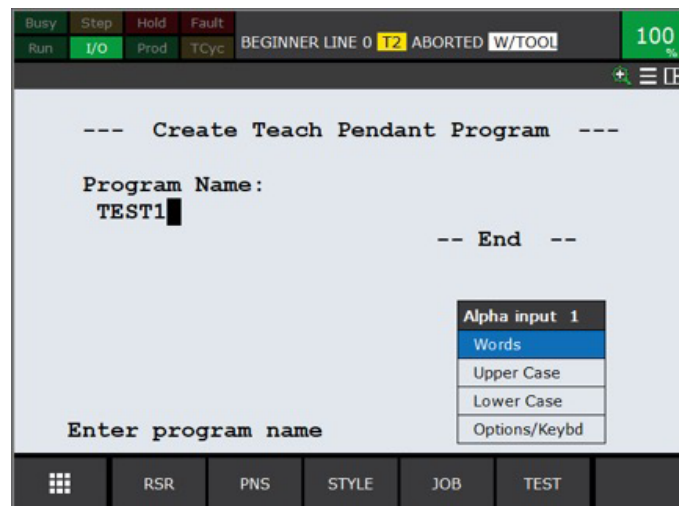 Busy Step Hold Fault
Run I/O Prod TCyc
BEGINNER LINE 0 T2 ABORTED W/TOOL
100
%
--- Create Teach Pendant Program ---
Program Name:
TEST1
-- End --
Alpha input 1
Words
Upper Case
Lower Case
Options/Keybd
Enter program name
RSR PNS STYLE JOB TEST